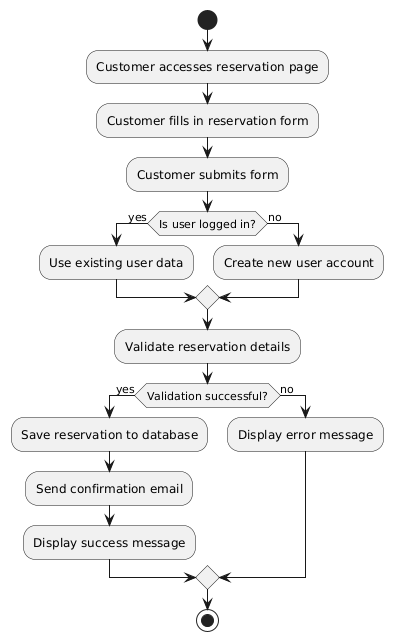 Customer accesses reservation page
Customer fills in reservation form
Customer submits form
yes
Is user logged in?
no
Use existing user data
Create new user account
Validate reservation details
yes
Validation successful?
no
Save reservation to database
Display error message
Send confirmation email
Display success message